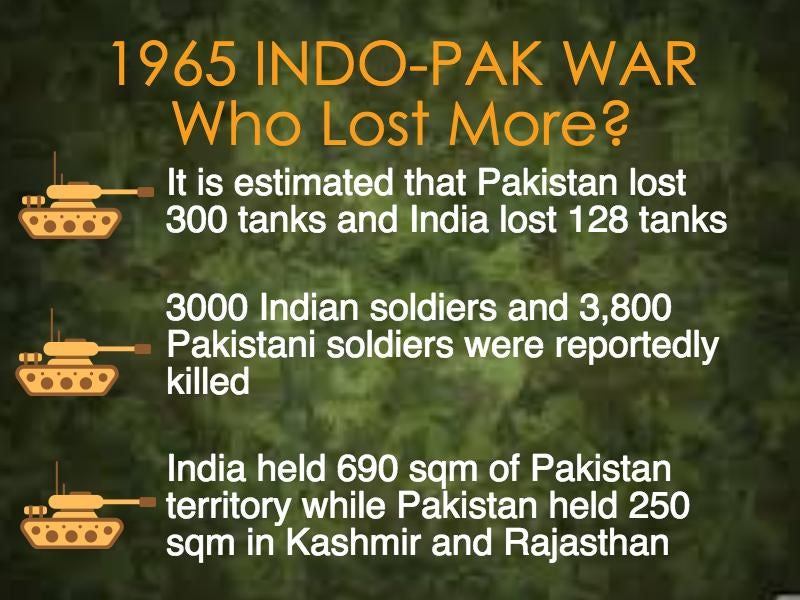 1965 INDO-PAK WAR
Who Lost More?
It is estimated that Pakistan lost
300 tanks and India lost 128 tanks
3000 Indian soldiers and 3,800
Pakistani soldiers were reportedly
killed
India held 690 sqm of Pakistan
territory while Pakistan held 250
sqm in Kashmir and Rajasthan